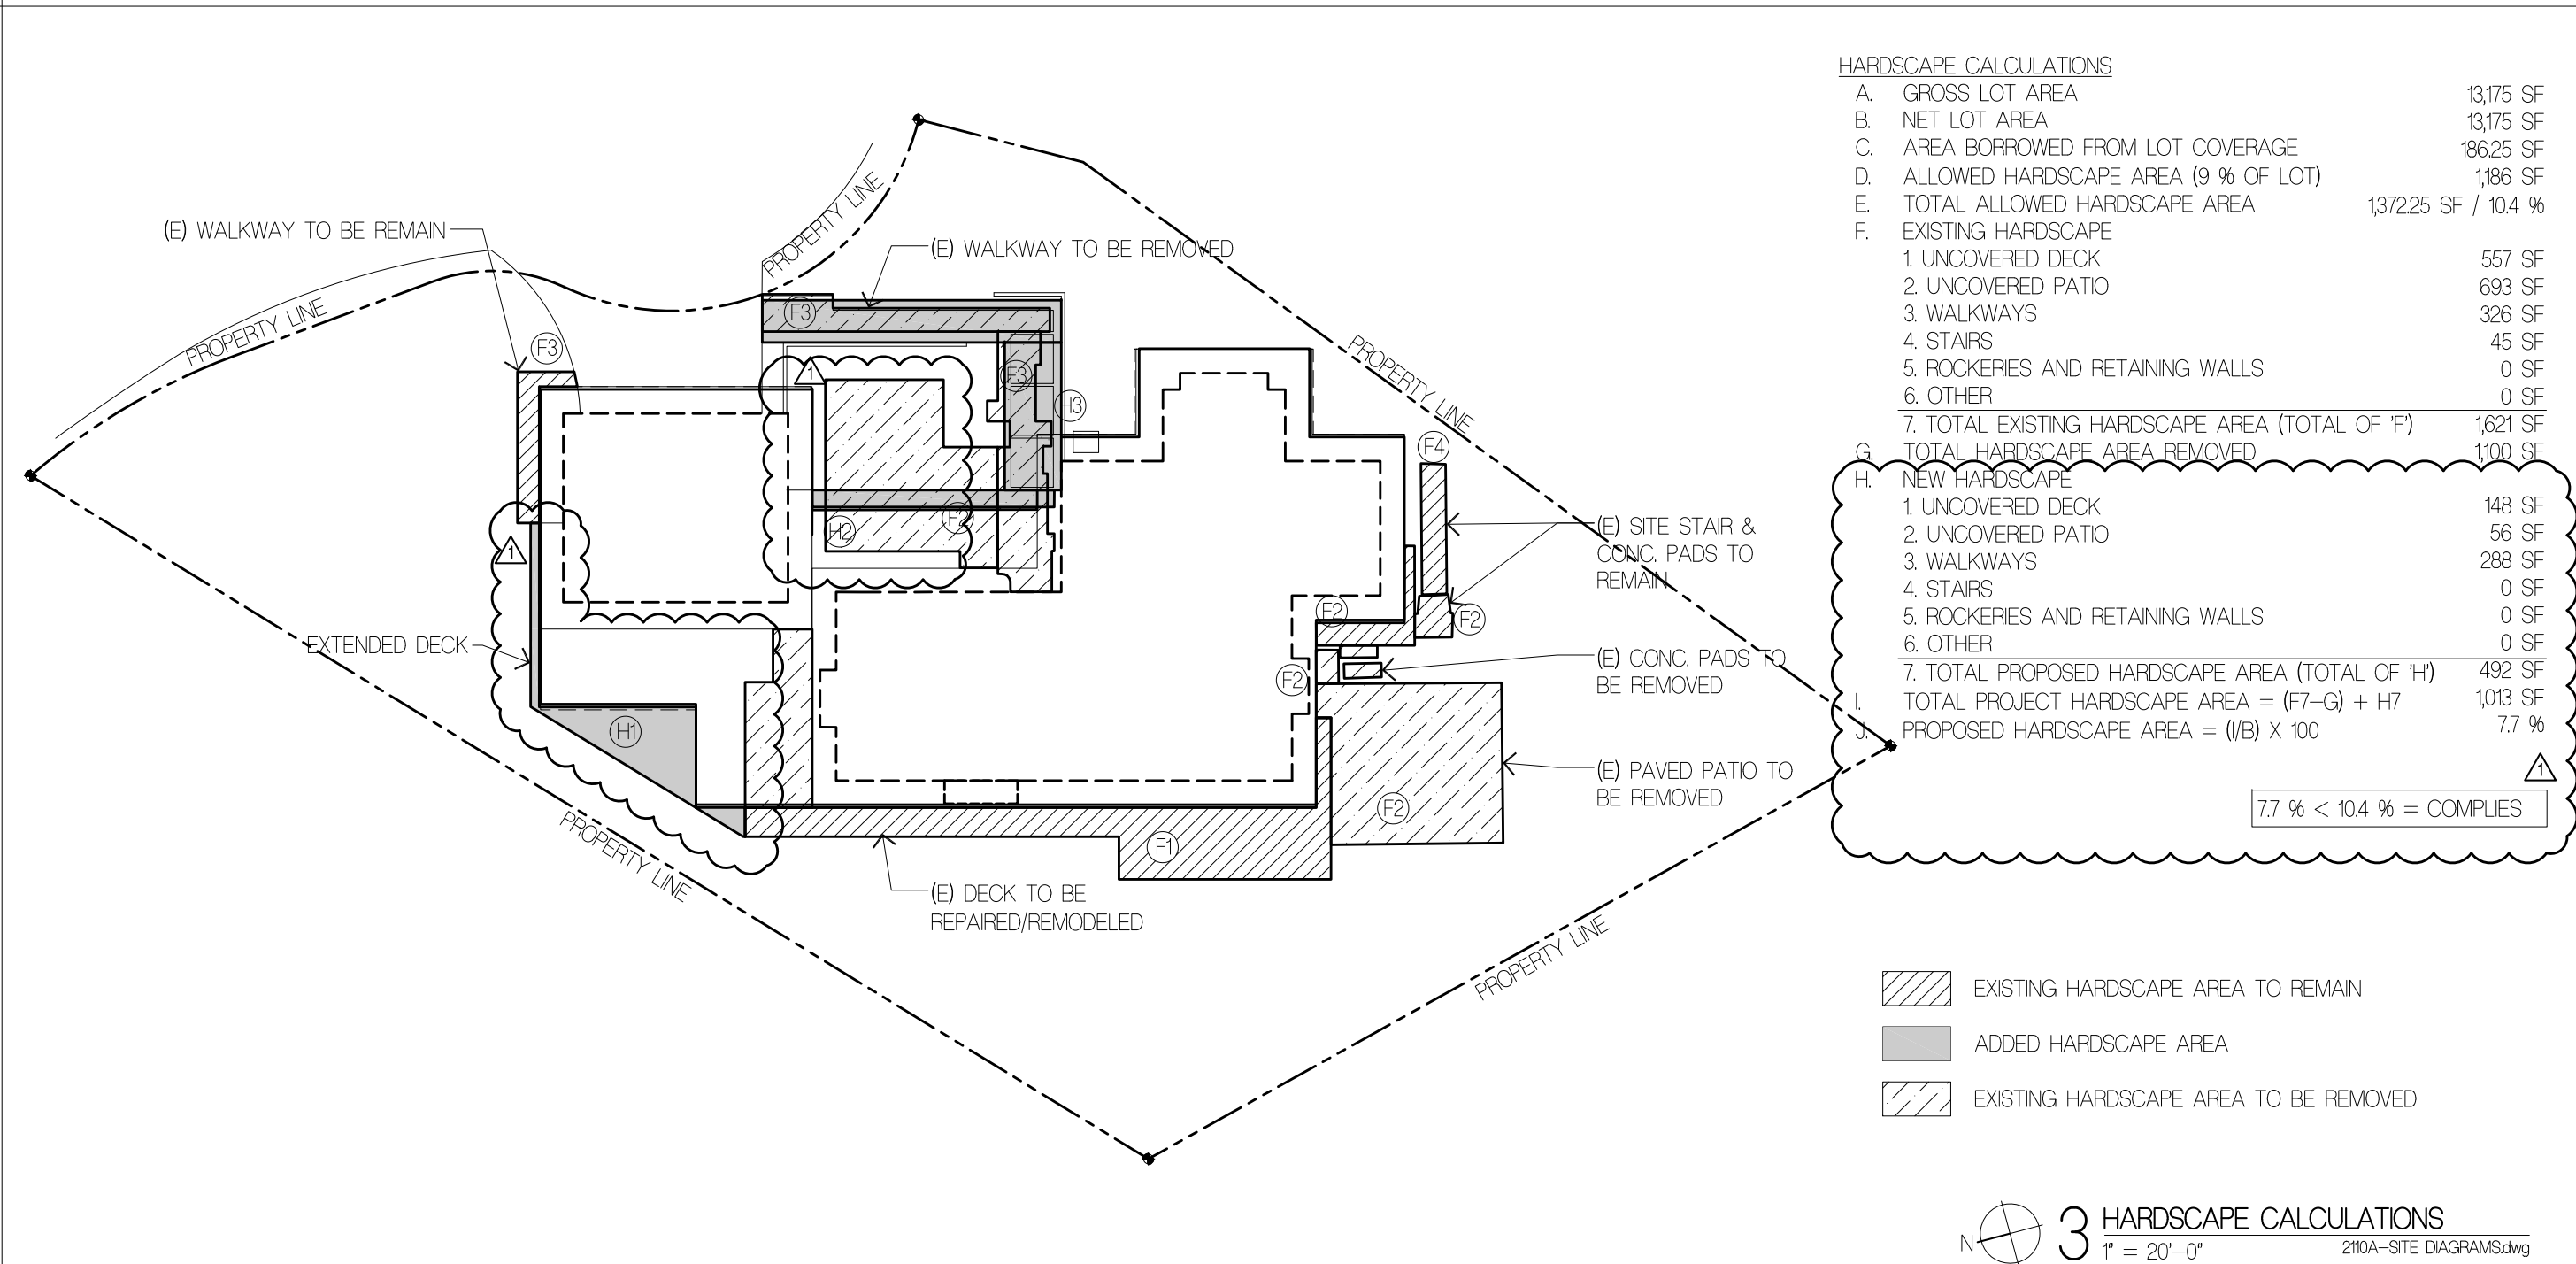 HARDSCAPE CALCULATIONS
A. GROSS LOT AREA 13,175 SF
B. NET LOT AREA 13,175 SF
C. AREA BORROWED FROM LOT COVERAGE 186.25 SF
D. ALLOWED HARDSCAPE AREA (9 % OF LOT) 1,186 SF
E. TOTAL ALLOWED HARDSCAPE AREA 1,372.25 SF / 10.4 %
F. EXISTING HARDSCAPE
1. UNCOVERED DECK 557 SF
2. UNCOVERED PATIO 693 SF
3. WALKWAYS 326 SF
4. STAIRS 45 SF
5. ROCKERIES AND RETAINING WALLS 0 SF
6. OTHER 0 SF
7. TOTAL EXISTING HARDSCAPE AREA (TOTAL OF 'F') 1,621 SF
G. TOTAL HARDSCAPE AREA REMOVED 1,100 SF
H. NEW HARDSCAPE
1. UNCOVERED DECK 148 SF
2. UNCOVERED PATIO 56 SF
3. WALKWAYS 288 SF
4. STAIRS 0 SF
5. ROCKERIES AND RETAINING WALLS 0 SF
6. OTHER 0 SF
7. TOTAL PROPOSED HARDSCAPE AREA (TOTAL OF 'H') 492 SF
I. TOTAL PROJECT HARDSCAPE AREA = (F7-G) + H7 1,013 SF
J. PROPOSED HARDSCAPE AREA = (I/B) X 100 7.7 %
1
7.7 % < 10.4 % = COMPLIES
(E) WALKWAY TO BE REMAIN
PROPERTY LINE
PROPERTY LINE
(E) WALKWAY TO BE REMOVED
PROPERTY LINE
F3
F3
F3
H3
1
H2
F4
(E) SITE STAIR &
CONC. PADS TO
REMAIN
F2
F2
1
EXTENDED DECK
(E) CONC. PADS TO
BE REMOVED
F2
H1
(E) PAVED PATIO TO
BE REMOVED
F2
F1
PROPERTY LINE
(E) DECK TO BE
REPAIRED/REMODELED
PROPERTY LINE
EXISTING HARDSCAPE AREA TO REMAIN
ADDED HARDSCAPE AREA
EXISTING HARDSCAPE AREA TO BE REMOVED
N
3 HARDSCAPE CALCULATIONS
1" = 20'-0" 2110A-SITE DIAGRAMS.dwg